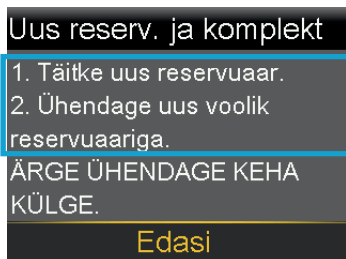 Uus reserv. ja komplekt
1. Täitke uus reservuaar.
2. Ühendage uus voolik
reservuaariga.
ÄRGE ÜHENDAGE KEHA
KÜLGE.
Edasi